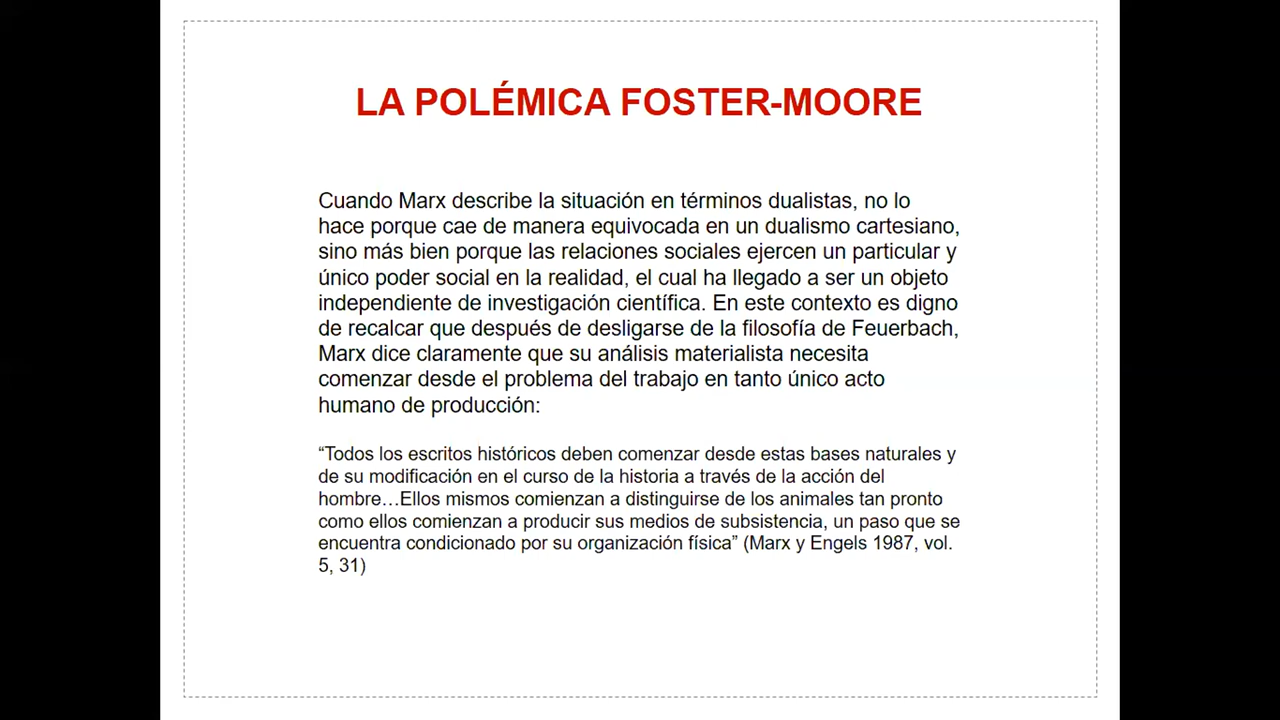 LA POLÉMICA FOSTER-MOORE
Cuando Marx describe la situación en términos dualistas, no lo
hace porque cae de manera equivocada en un dualismo cartesiano,
sino más bien porque las relaciones sociales ejercen un particular y
único poder social en la realidad, el cual ha llegado a ser un objeto
independiente de investigación científica. En este contexto es digno
de recalcar que después de desligarse de la filosofía de Feuerbach,
Marx dice claramente que su análisis materialista necesita
comenzar desde el problema del trabajo en tanto único acto
humano de producción:
“Todos los escritos históricos deben comenzar desde estas bases naturales y
de su modificación en el curso de la historia a través de la acción del
hombre…Ellos mismos comienzan a distinguirse de los animales tan pronto
como ellos comienzan a producir sus medios de subsistencia, un paso que se
encuentra condicionado por su organización física” (Marx y Engels 1987, vol.
5, 31)